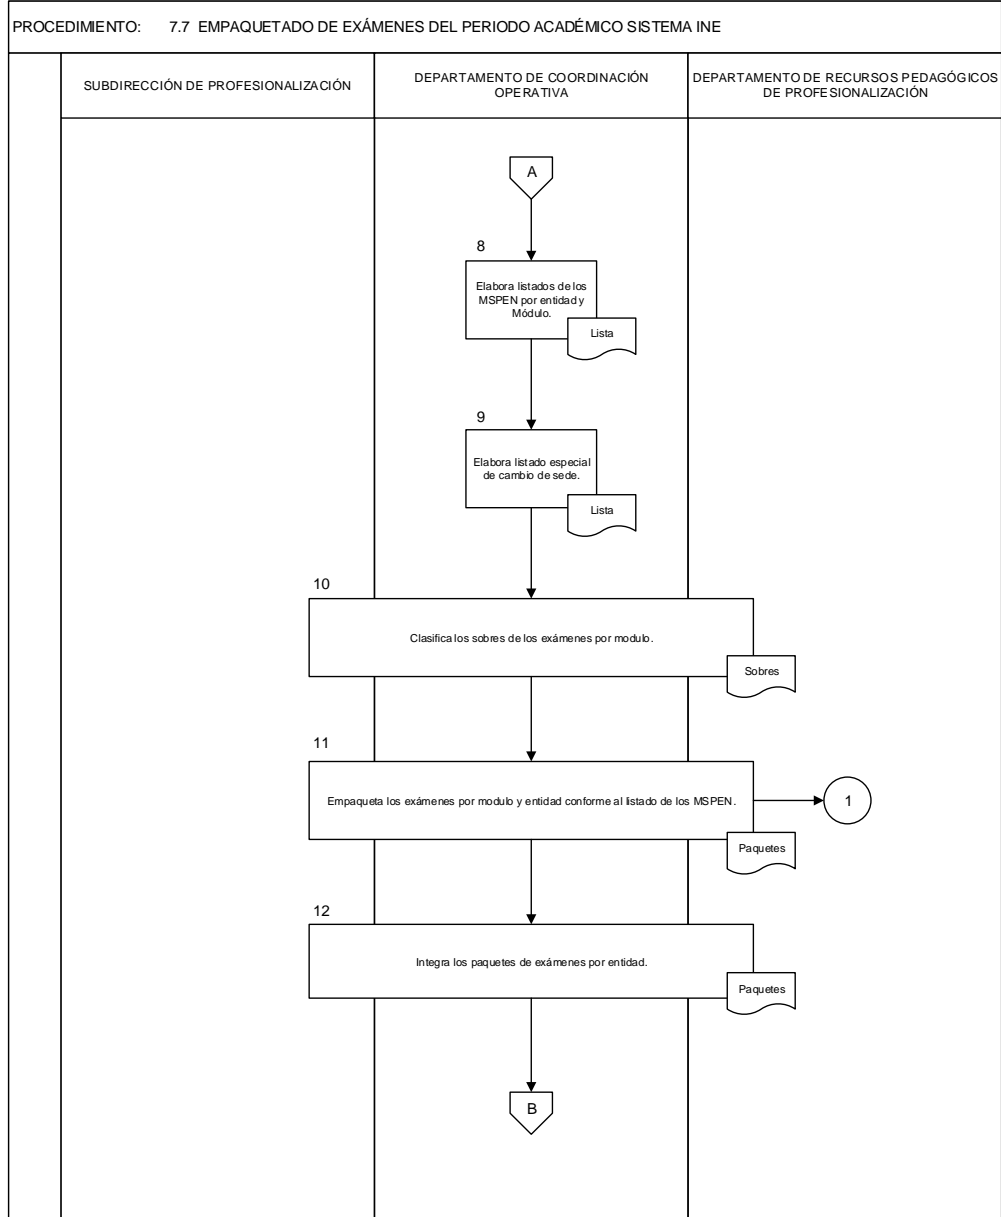 PROCEDIMIENTO: 7.7 EMPAQUETADO DE EXÁMENES DEL PERIODO ACADÉMICO SISTEMA INE
SUBDIRECCIÓN DE PROFESIONALIZACIÓN
DEPARTAMENTO DE COORDINACIÓN
OPERATIVA
DEPARTAMENTO DE RECURSOS PEDAGÓGICOS
DE PROFESIONALIZACIÓN
A
8
Elabora listados de los
MSPEN por entidad y
Módulo.
Lista
9
Elabora listado especial
de cambio de sede.
Lista
10
Clasifica los sobres de los exámenes por modulo.
Sobres
11
Empaqueta los exámenes por modulo y entidad conforme al listado de los MSPEN.
1
Paquetes
12
Integra los paquetes de exámenes por entidad.
Paquetes
B